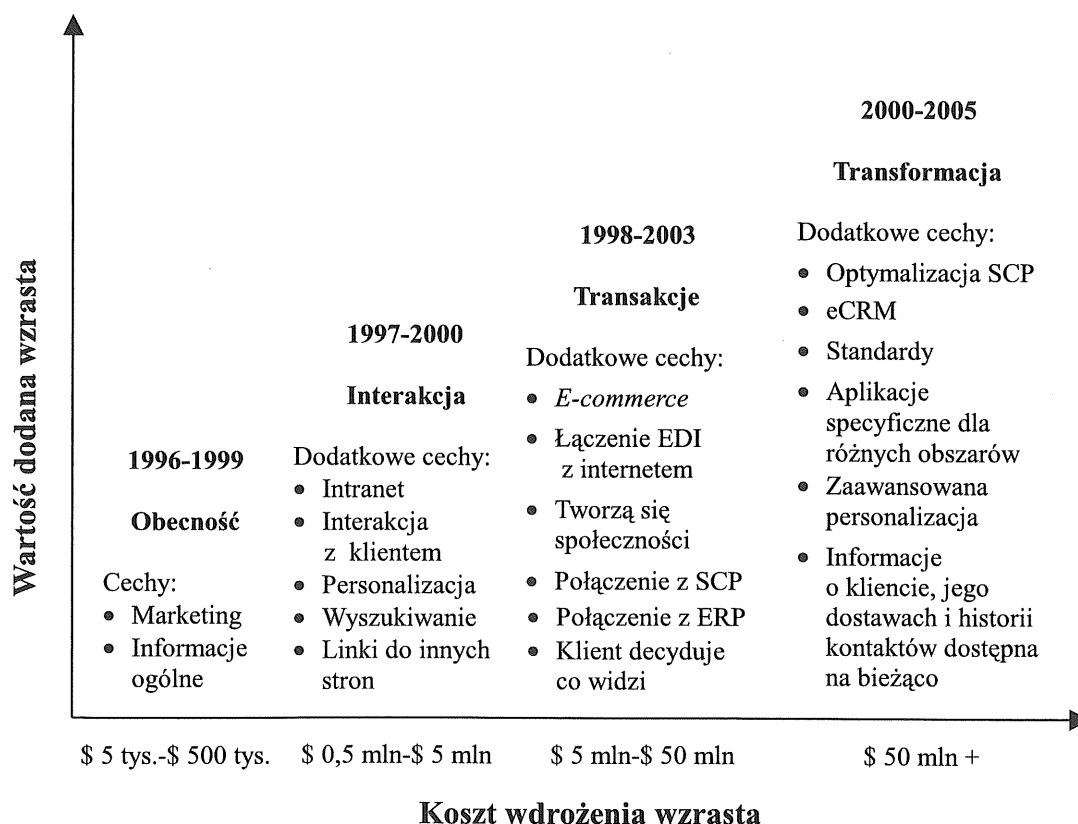 Wartość dodana wzrasta
1996-1999
Obecność
Cechy:
• Marketing
• Informacje
ogólne
1997-2000
Interakcja
Dodatkowe cechy:
• Intranet
• Interakcja
z klientem
• Personalizacja
• Wyszukiwanie
• Linki do innych
stron
1998-2003
Transakcje
Dodatkowe cechy:
• E-commerce
• Łączenie EDI
z internetem
• Tworzą się
społeczności
• Połączenie z SCP
• Połączenie z ERP
• Klient decyduje
co widzi
2000-2005
Transformacja
Dodatkowe cechy:
• Optymalizacja SCP
• eCRM
• Standardy
• Aplikacje
specyficzne dla
różnych obszarów
• Zaawansowana
personalizacja
• Informacje
o kliencie, jego
dostawach i historii
kontaktów dostępna
na bieżąco
$ 5 tys.-$ 500 tys.
$ 0,5 mln-$ 5 mln
$ 5 mln-$ 50 mln
$ 50 mln +
Koszt wdrożenia wzrasta